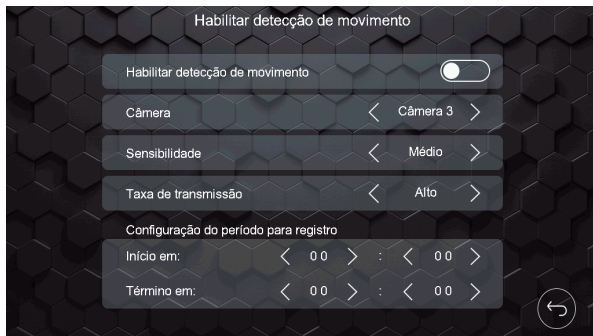 Habilitar detecção de movimento
Habilitar detecção de movimento
Câmera Câmera 3
Sensibilidade Médio
Taxa de transmissão Alto
Configuração do período para registro
Início em: 00 : 00
Término em: 00 : 00